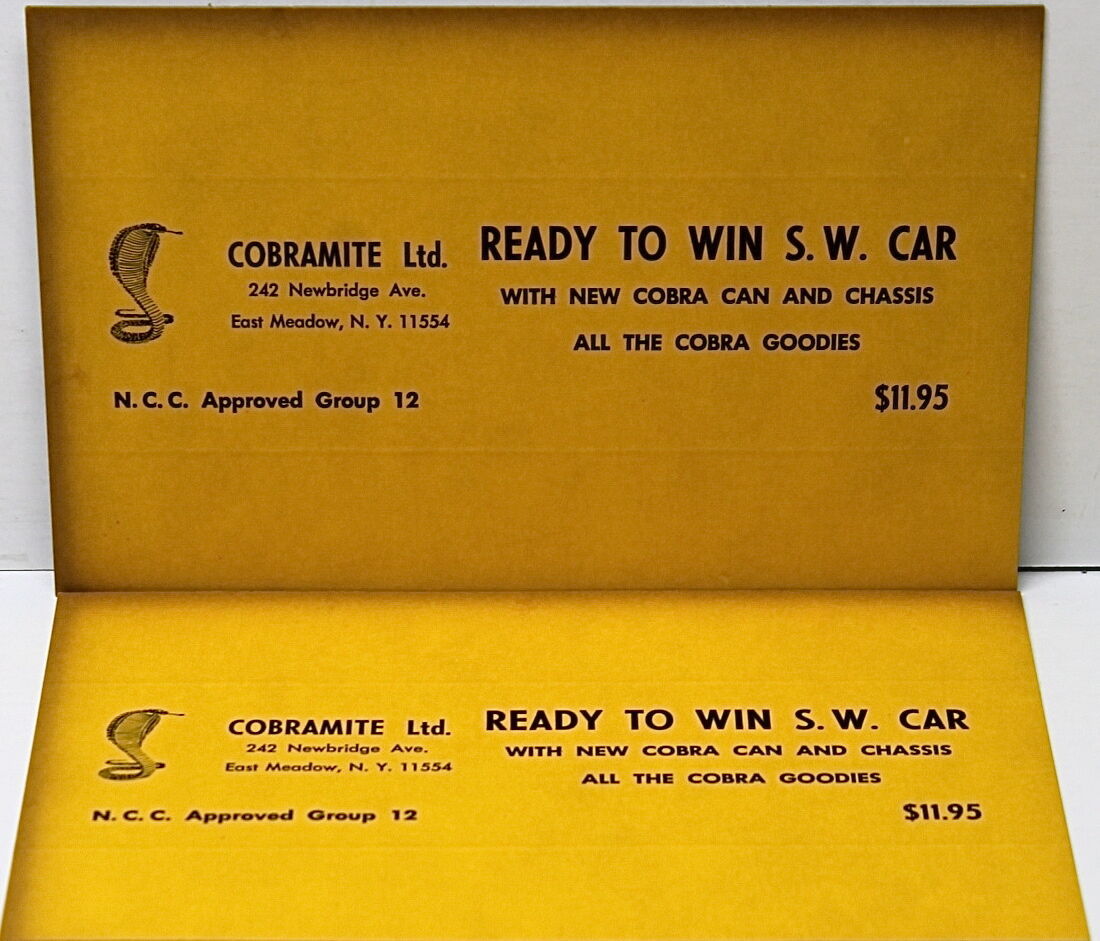 COBRAMITE Ltd.
242 Newbridge Ave.
East Meadow, N. Y. 11554
READY TO WIN S. W. CAR
WITH NEW COBRA CAN AND CHASSIS
ALL THE COBRA GOODIES
N. C. C. Approved Group 12
$11.95
COBRAMITE Ltd.
242 Newbridge Ave.
East Meadow, N. Y. 11554
READY TO WIN S. W. CAR
WITH NEW COBRA CAN AND CHASSIS
ALL THE COBRA GOODIES
N. C. C. Approved Group 12
$11.95